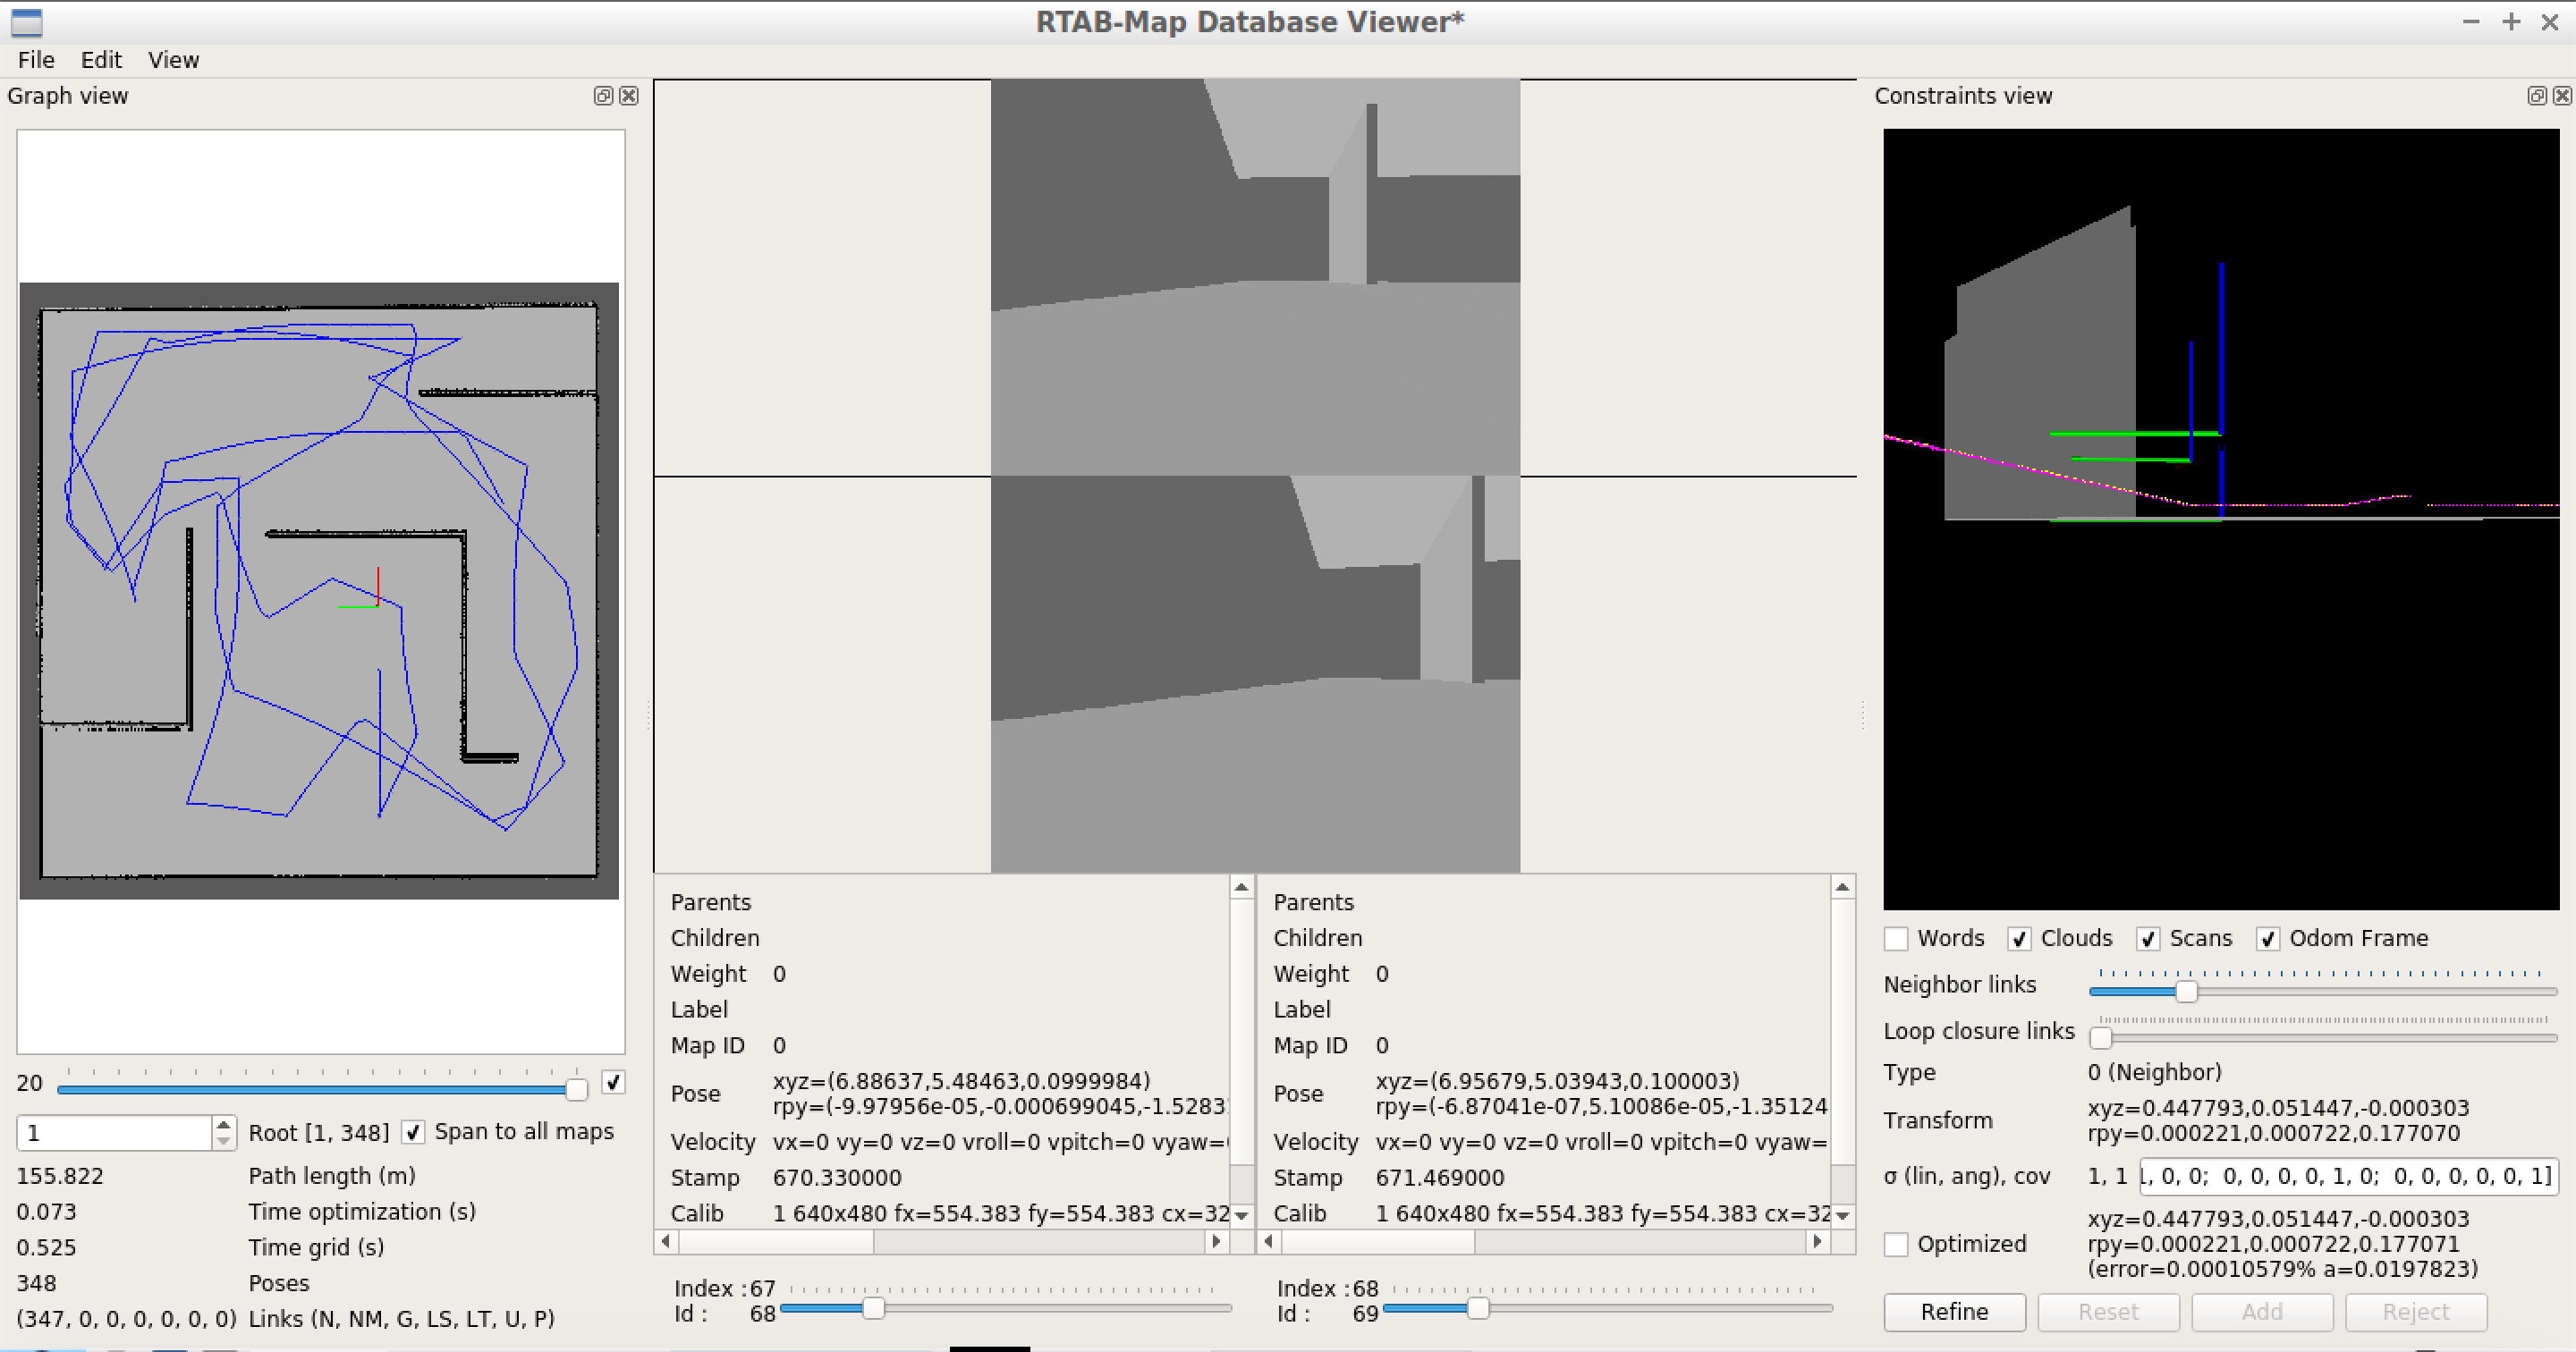 RTAB-Map Database Viewer*
File Edit View
Graph view
20
1 Root [1, 348] Span to all maps
155.822 Path length (m)
0.073 Time optimization (s)
0.525 Time grid (s)
348 Poses
(347, 0, 0, 0, 0, 0, 0) Links (N, NM, G, LS, LT, U, P)
Parents
Children
Weight 0
Label
Map ID 0
Pose xyz=(6.88637,5.48463,0.0999984)
rpy=(-9.97956e-05,-0.000699045,-1.5283
Velocity vx=0 vy=0 vz=0 vroll=0 vpitch=0 vyaw=
Stamp 670.330000
Calib 1 640x480 fx=554.383 fy=554.383 cx=32
Index : 67
Id : 68
Parents
Children
Weight 0
Label
Map ID 0
Pose xyz=(6.95679,5.03943,0.100003)
rpy=(-6.87041e-07,5.10086e-05,-1.35124
Velocity vx=0 vy=0 vz=0 vroll=0 vpitch=0 vyaw=
Stamp 671.469000
Calib 1 640x480 fx=554.383 fy=554.383 cx=32
Index : 68
Id : 69
Constraints view
Words Clouds Scans Odom Frame
Neighbor links
Loop closure links
Type 0 (Neighbor)
Transform xyz=0.447793,0.051447,-0.000303
rpy=0.000221,0.000722,0.177070
σ (lin, ang), cov 1, 1 , 0, 0; 0, 0, 0, 0, 1, 0; 0, 0, 0, 0, 0, 1]
Optimized xyz=0.447793,0.051447,-0.000303
rpy=0.000221,0.000722,0.177071
(error=0.00010579% a=0.0197823)
Refine Reset Add Reject